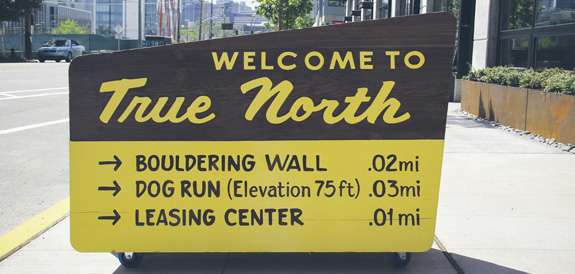 WELCOME TO
True North
→ BOULDERING WALL .02mi
→ DOG RUN (Elevation 75ft) .03mi
→ LEASING CENTER .01mi